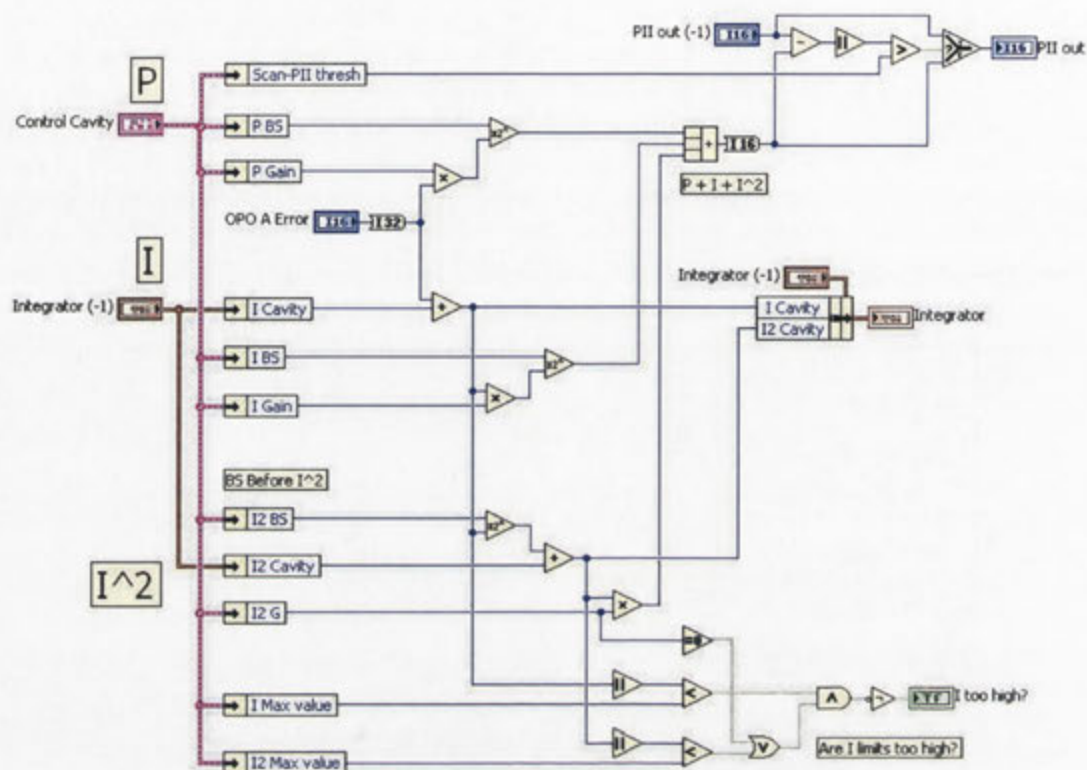 PII out (-1)
I16
I16
PII out
P
Scan-PII thresh
Control Cavity
P BS
I16
P Gain
P + I + I^2
OPO A Error
I16
I32
I
Integrator (-1)
Integrator (-1)
I Cavity
I Cavity
Integrator
I2 Cavity
I BS
I Gain
BS Before I^2
I2 BS
I2 Cavity
I^2
I2 G
I Max value
TF
I too high?
Are I limits too high?
I2 Max value